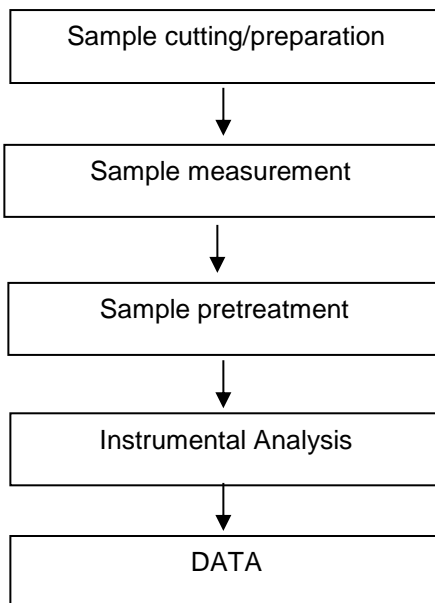 Sample cutting/preparation
Sample measurement
Sample pretreatment
Instrumental Analysis
DATA